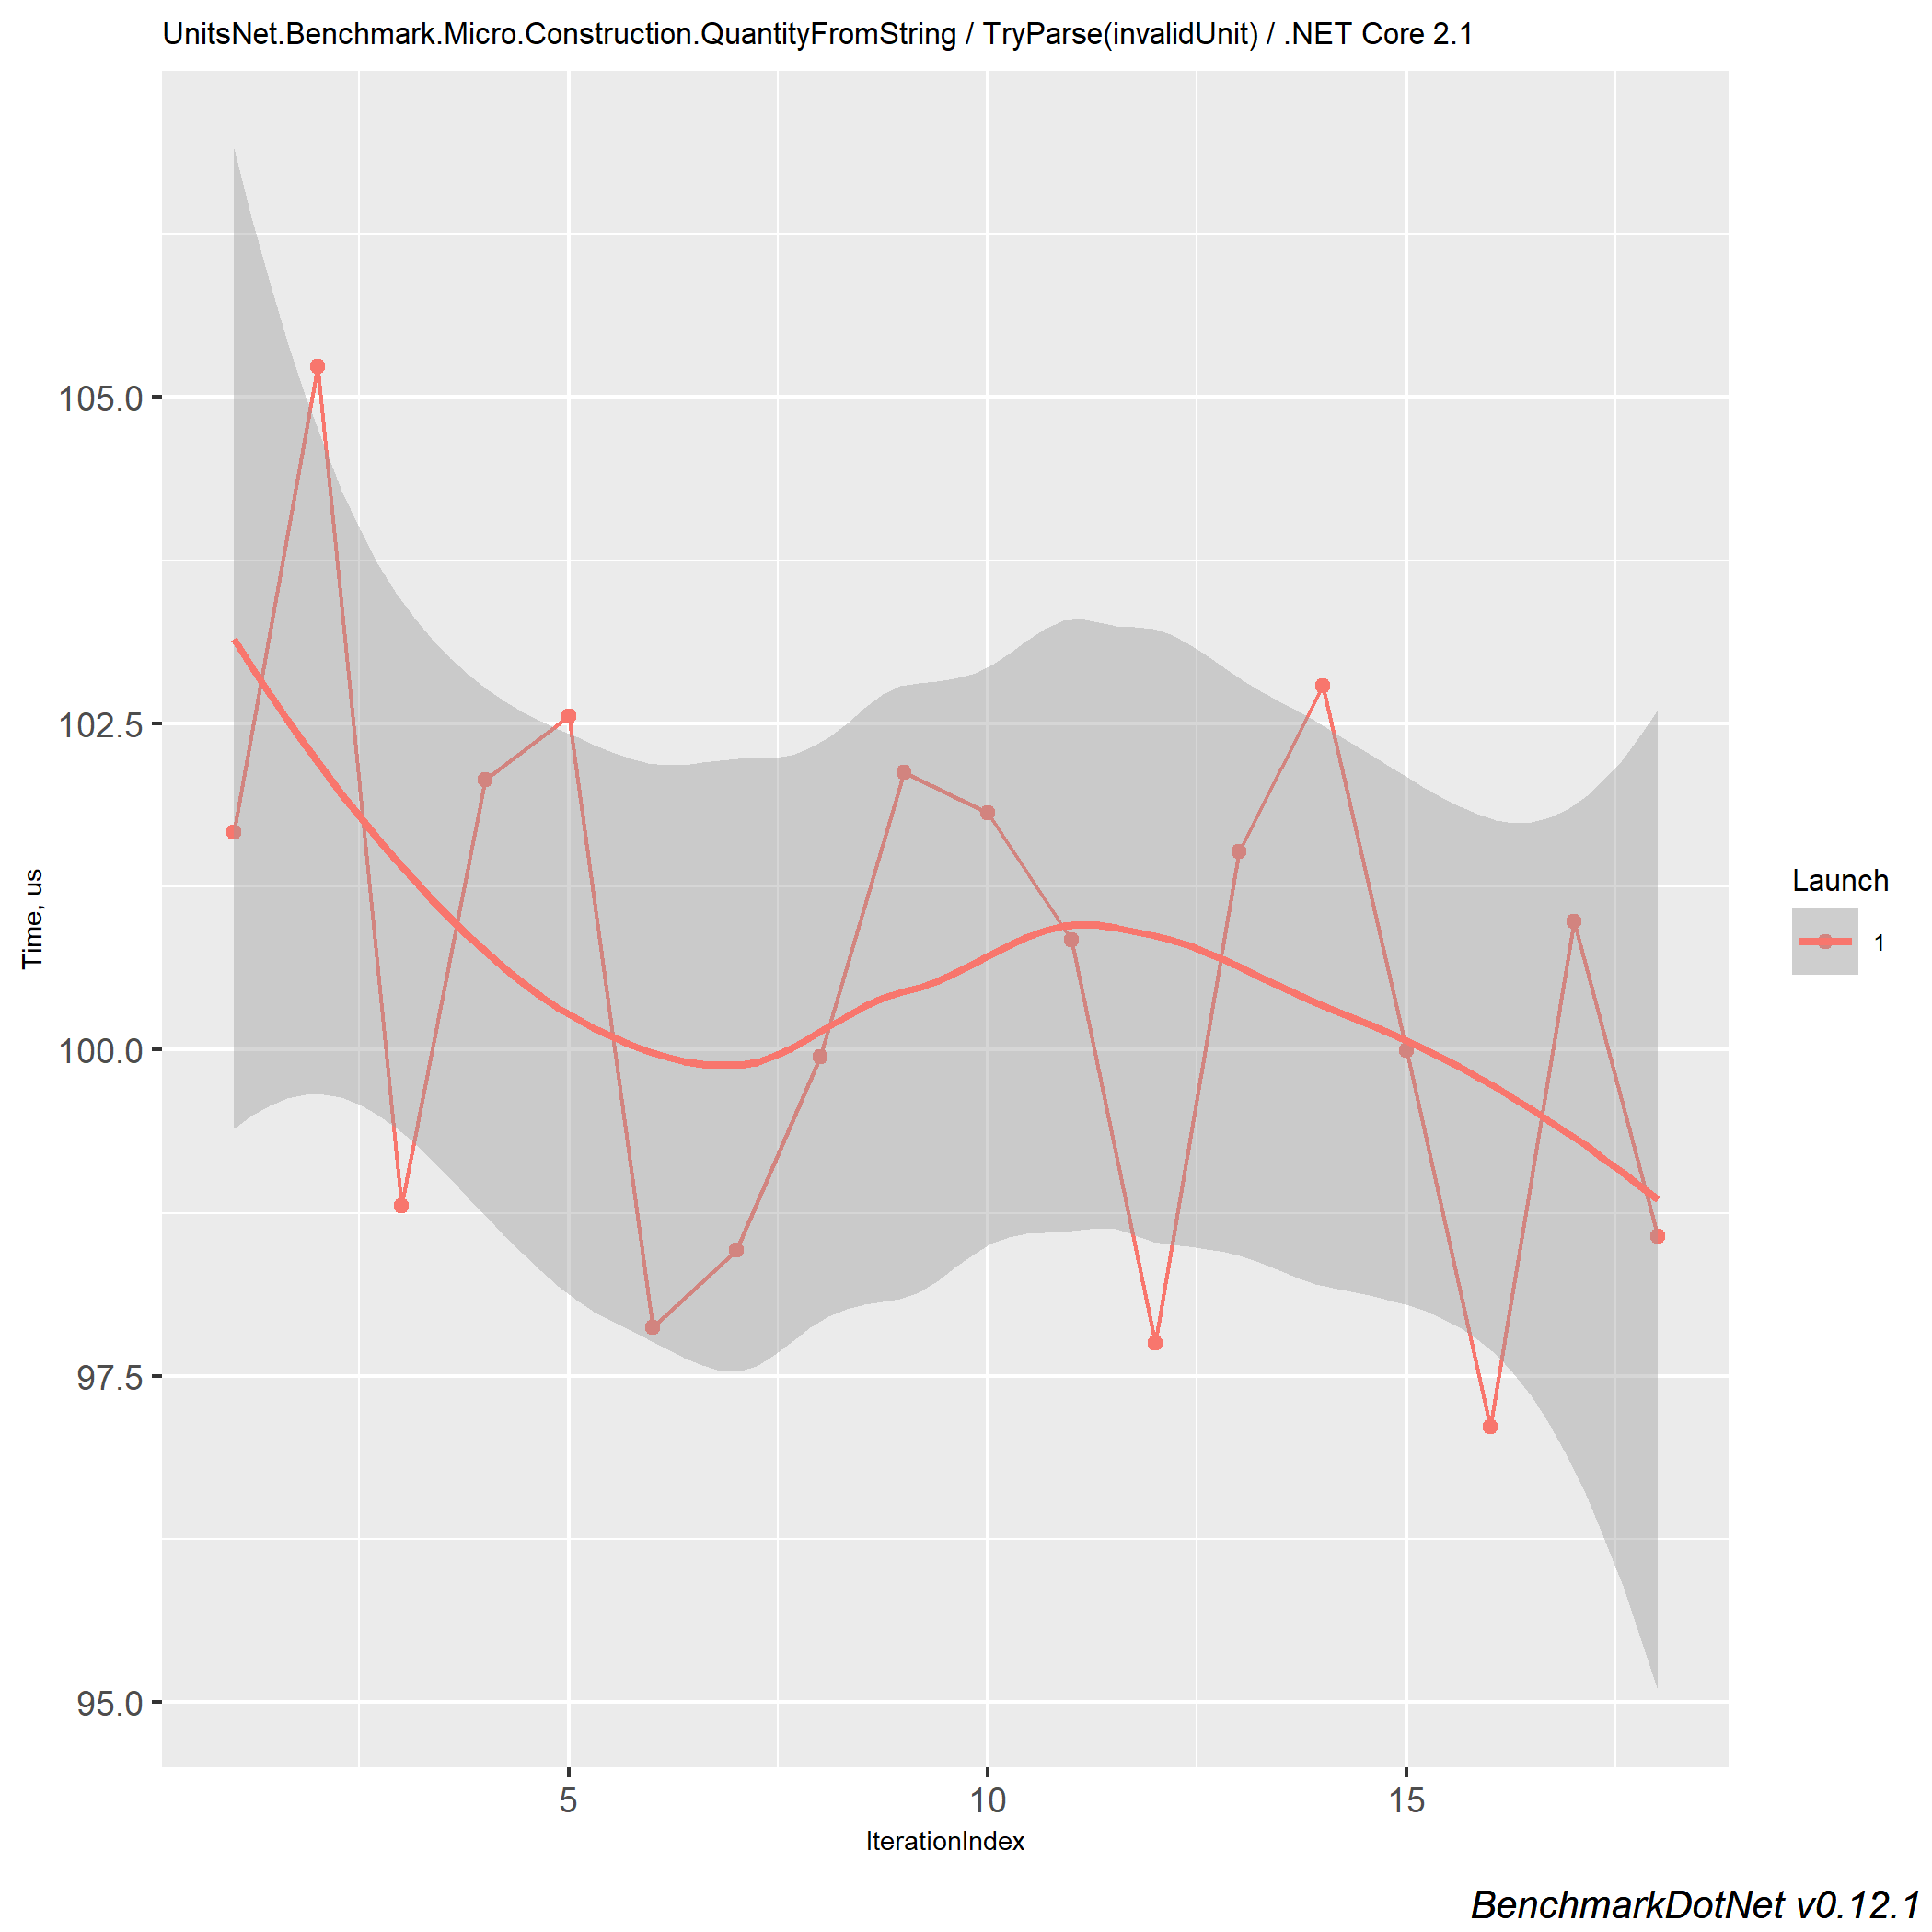 UnitsNet.Benchmark.Micro.Construction.QuantityFromString / TryParse(invalidUnit) / .NET Core 2.1
105.0
102.5
100.0
97.5
95.0
Time, us
5 10 15
IterationIndex
Launch
1
BenchmarkDotNet v0.12.1